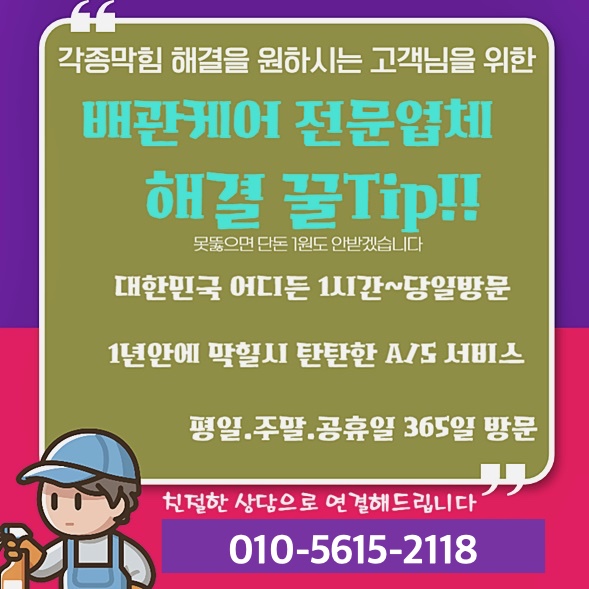 각종막힘 해결을 원하시는 고객님을 위한
배관케어 전문업체
해결 꿀Tip!!
못뚫으면 단돈 1원도 안받겠습니다
대한민국 어디든 1시간~당일방문
1년안에 막힐시 탄탄한 A/S 서비스
평일.주말.공휴일 365일 방문
친절한 상담으로 연결해드립니다
010-5615-2118